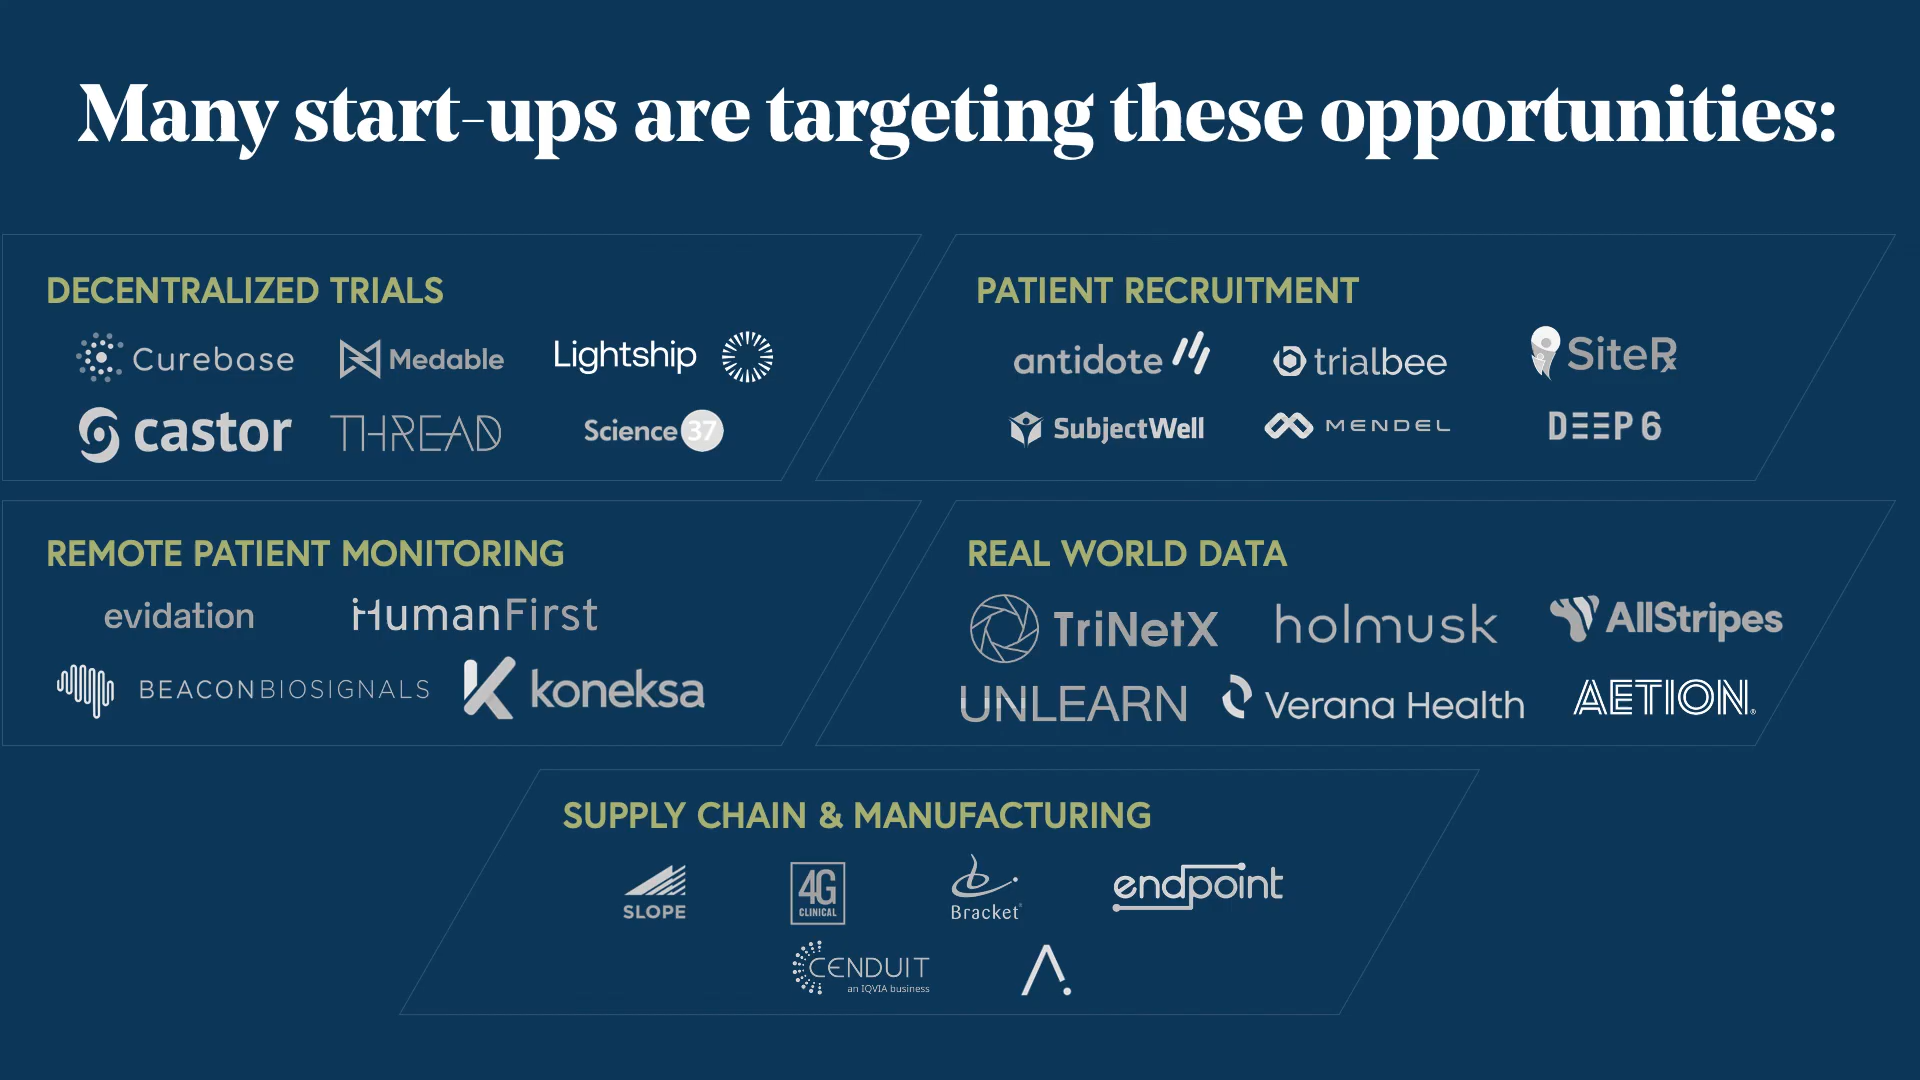 Many start-ups are targeting these opportunities:
DECENTRALIZED TRIALS
Curebase Medable Lightship
castor THREAD Science 37
PATIENT RECRUITMENT
antidote trialbee SiteRx
SubjectWell MENDEL DEEP 6
REMOTE PATIENT MONITORING
evidation HumanFirst
BEACONBIOSIGNALS koneksa
REAL WORLD DATA
TriNetX holmusk AllStripes
UNLEARN Verana Health AETION®
SUPPLY CHAIN & MANUFACTURING
SLOPE 4G CLINICAL Bracket endpoint
CENDUIT
an IQVIA business